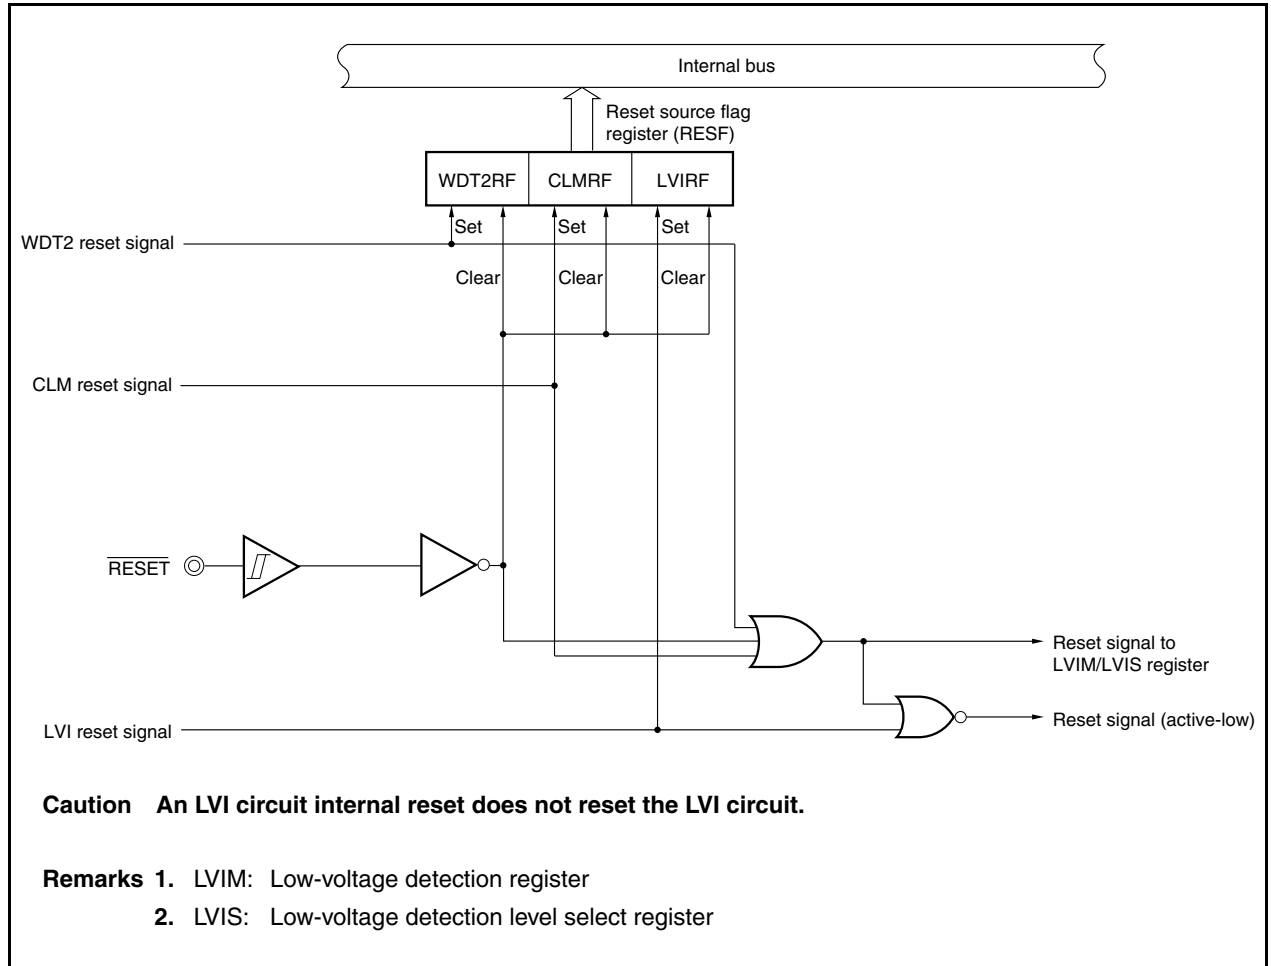 Internal bus
Reset source flag
register (RESF)
WDT2RF CLMRF LVIRF
Set Set Set
WDT2 reset signal
Clear Clear Clear
CLM reset signal
RESET
Reset signal to
LVIM/LVIS register
Reset signal (active-low)
LVI reset signal
Caution An LVI circuit internal reset does not reset the LVI circuit.
Remarks 1. LVIM: Low-voltage detection register
2. LVIS: Low-voltage detection level select register